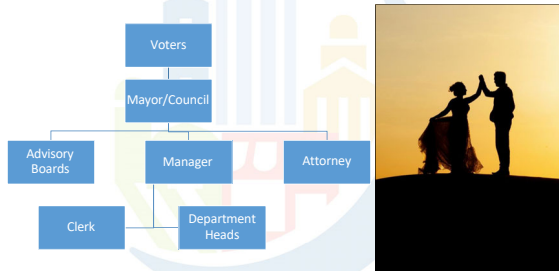 Voters
Mayor/Council
Advisory
Boards
Manager
Attorney
Clerk
Department
Heads